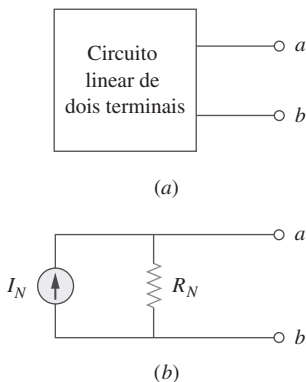 Circuito
linear de
dois terminais
a
b
(a)
I_N
R_N
a
b
(b)